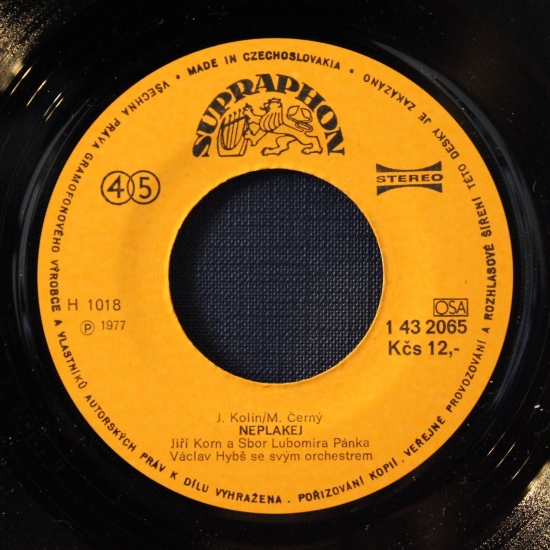 • MADE IN CZECHOSLOVAKIA •
VŠECHNA PRÁVA GRAMOFONOVÉHO VÝROBCE A VLASTNÍKŮ AUTORSKÝCH PRÁV K DÍLU VYHRAŽENA. POŘIZOVÁNÍ KOPIÍ, VEŘEJNÉ PROVOZOVÁNÍ A ROZHLASOVÉ ŠÍŘENÍ TÉTO DESKY JE ZAKÁZÁNO
SUPRAPHON
45
STEREO
H 1018
℗ 1977
OSA
1 43 2065
Kčs 12,-
J. Kolín/M. Černý
NEPLAKEJ
Jiří Korn a Sbor Lubomíra Pánka
Václav Hybš se svým orchestrem